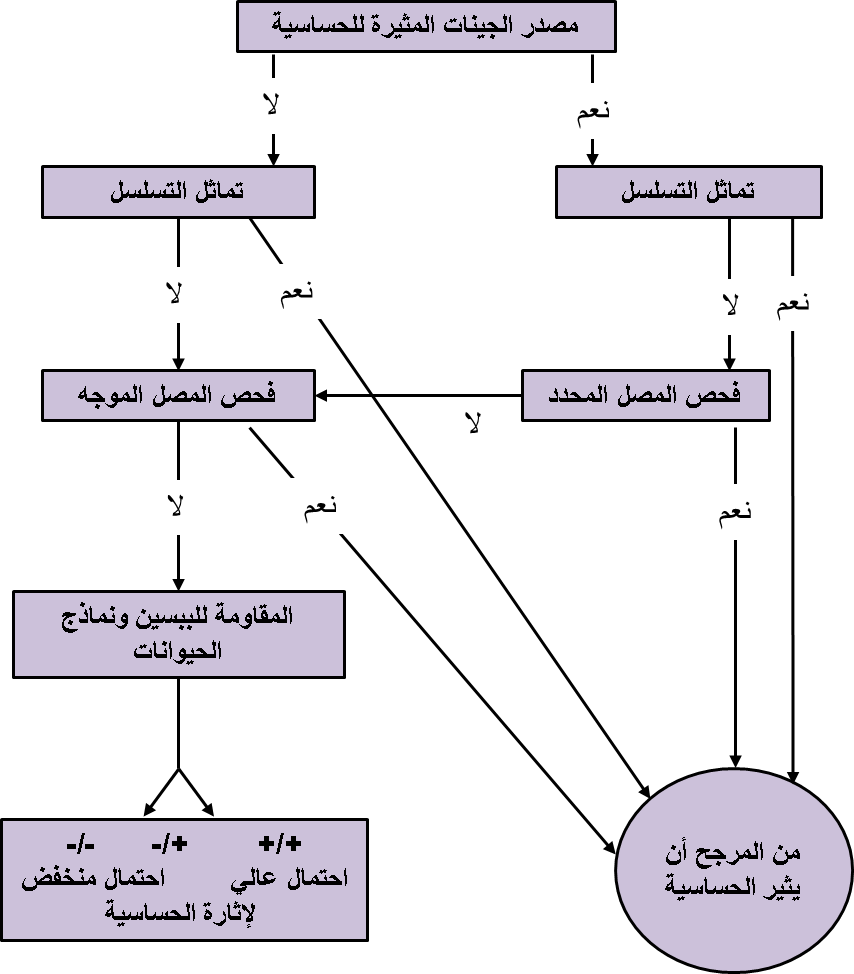 مصدر الجينات المثيرة للحساسية
نعم
لا
تماثل التسلسل
تماثل التسلسل
نعم
لا
نعم
لا
فحص المصل المحدد
فحص المصل الموجه
لا
نعم
نعم
لا
المقاومة للببسين ونماذج
الحيوانات
+/+ -/+ -/-
احتمال عالي احتمال منخفض
لإثارة الحساسية
من المرجح أن
يثير الحساسية